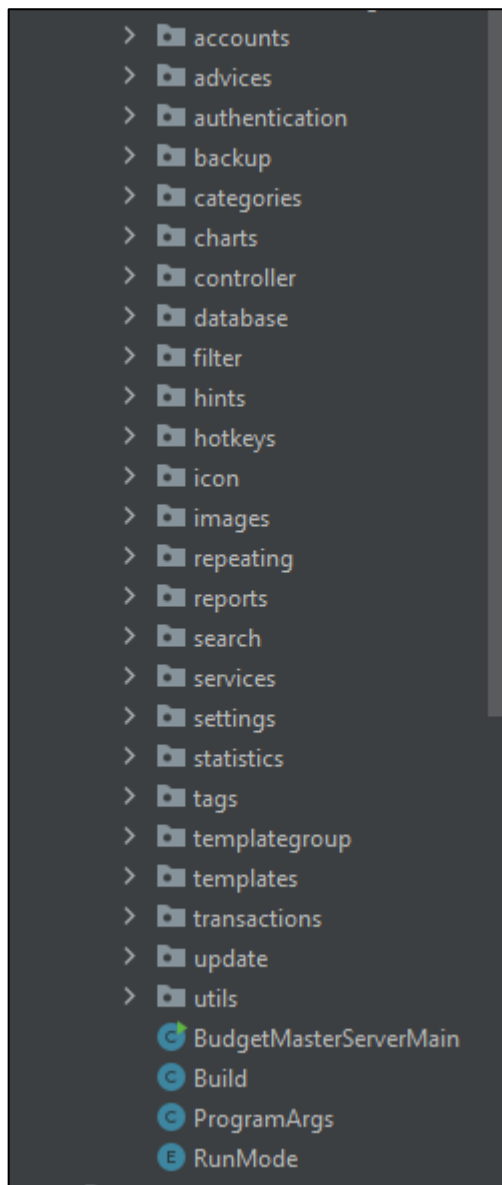 accounts
advices
authentication
backup
categories
charts
controller
database
filter
hints
hotkeys
icon
images
repeating
reports
search
services
settings
statistics
tags
templategroup
templates
transactions
update
utils
C BudgetMasterServerMain
C Build
C ProgramArgs
E RunMode